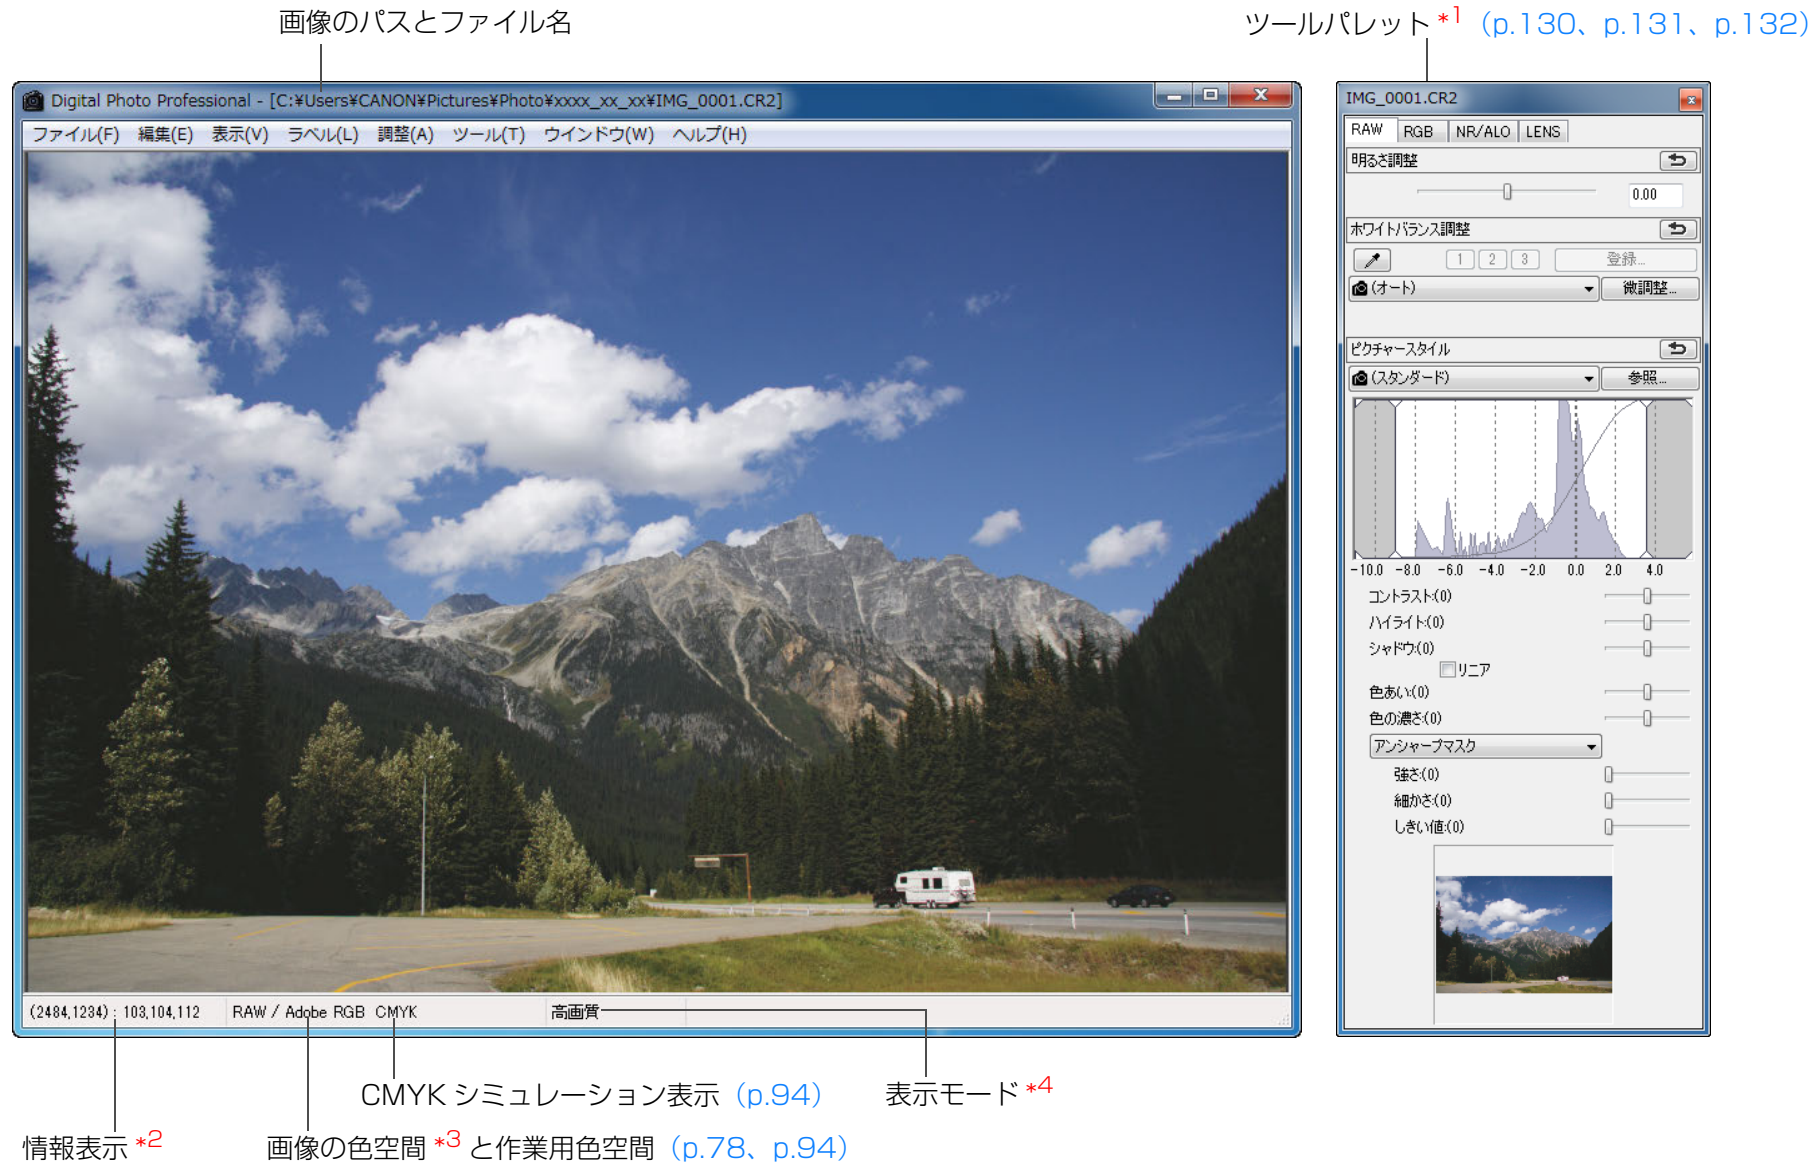 画像のパスとファイル名
ツールパレット *1 (p.130、p.131、p.132)
Digital Photo Professional - [C:¥Users¥CANON¥Pictures¥Photo¥xxxx_xx_xx¥IMG_0001.CR2]
ファイル(F) 編集(E) 表示(V) ラベル(L) 調整(A) ツール(T) ウインドウ(W) ヘルプ(H)
(2484,1234) : 103,104,112 RAW / Adobe RGB CMYK 高画質
IMG_0001.CR2
RAW RGB NR/ALO LENS
明るさ調整
0.00
ホワイトバランス調整
1 2 3 登録...
(オート) 微調整...
ピクチャースタイル
(スタンダード) 参照...
-10.0 -8.0 -6.0 -4.0 -2.0 0.0 2.0 4.0
コントラスト:(0)
ハイライト:(0)
シャドウ:(0)
リニア
色あい:(0)
色の濃さ:(0)
アンシャープマスク
強さ:(0)
細かさ:(0)
しきい値:(0)
CMYK シミュレーション表示 (p.94)
表示モード *4
情報表示 *2
画像の色空間 *3 と作業用色空間 (p.78、p.94)